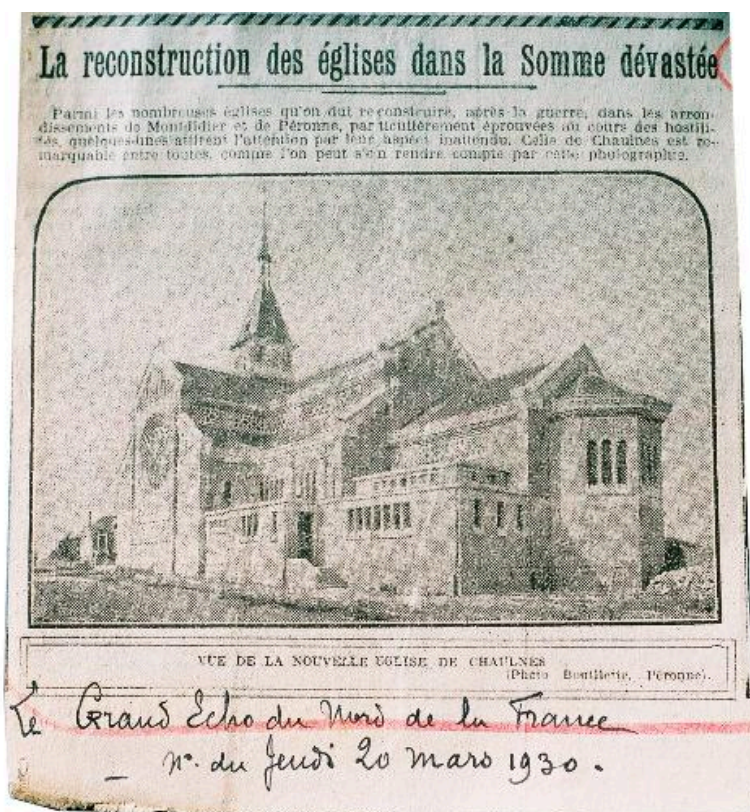 La reconstruction des églises dans la Somme dévastée
Parmi les nombreuses églises qu'on dut reconstruire, après la guerre, dans les arron-
dissements de Montdidier et de Péronne, particulièrement éprouvées au cours des hostili-
tés, quelques-unes attirent l'attention par leur aspect inattendu. Celle de Chaulnes est re-
marquable entre toutes, comme l'on peut s'en rendre compte par cette photographie.
VUE DE LA NOUVELLE EGLISE DE CHAULNES
(Photo Boutillerie, Péronne).
Le Grand Echo du Nord de la France
_ n°. du Jeudi 20 mars 1930.